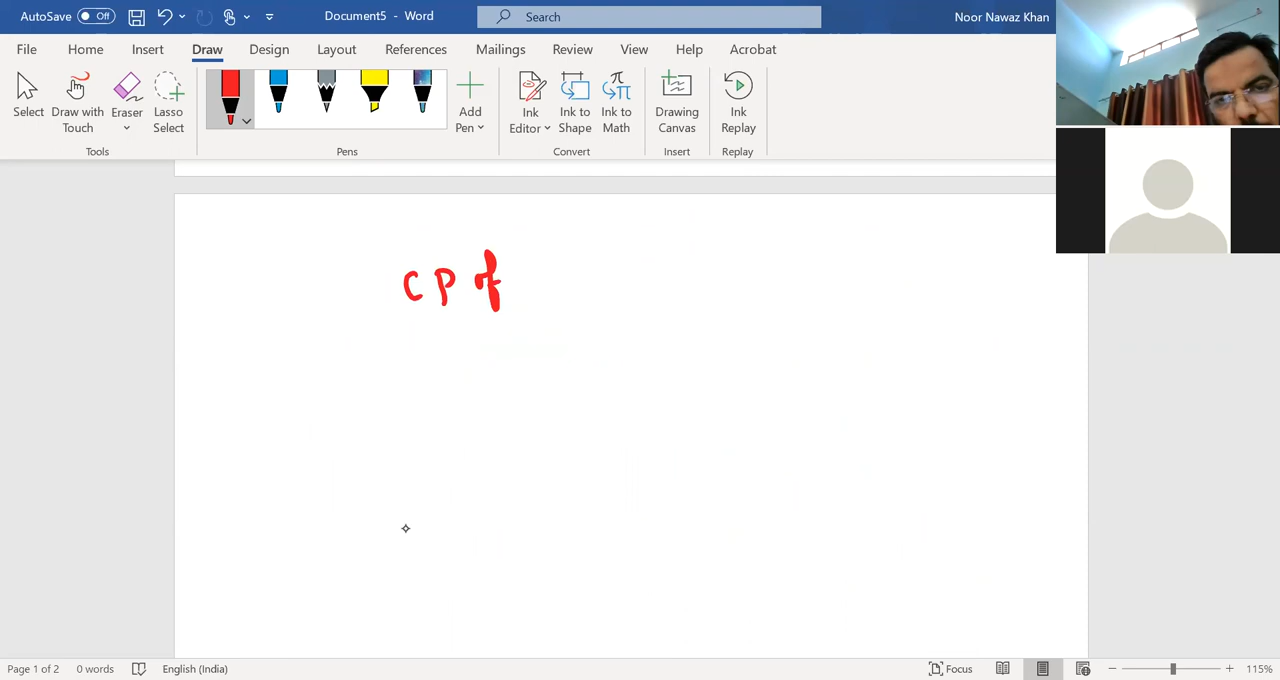 AutoSave Off Document5 - Word Search Noor Nawaz Khan
File Home Insert Draw Design Layout References Mailings Review View Help Acrobat
Select Draw with Touch Eraser Lasso Select Add Pen Ink Editor Ink to Shape Ink to Math Drawing Canvas Ink Replay
Tools Pens Convert Insert Replay
C P of
Page 1 of 2 0 words English (India) Focus 115%